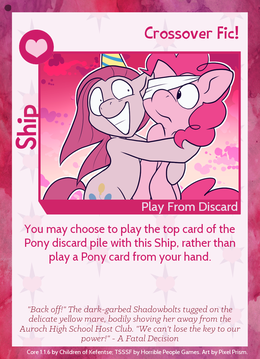 Crossover Fic!
Ship
Play From Discard
You may choose to play the top card of the
Pony discard pile with this Ship, rather than
play a Pony card from your hand.
"Back off!" The dark-garbed Shadowbolts tugged on the
delicate yellow mare, bodily shoving her away from the
Auroch High School Host Club. "We can't lose the key to our
power!" - A Fatal Decision
Core 1.1.6 by Children of Kefentse; TSSSF by Horrible People Games. Art by Pixel Prism.